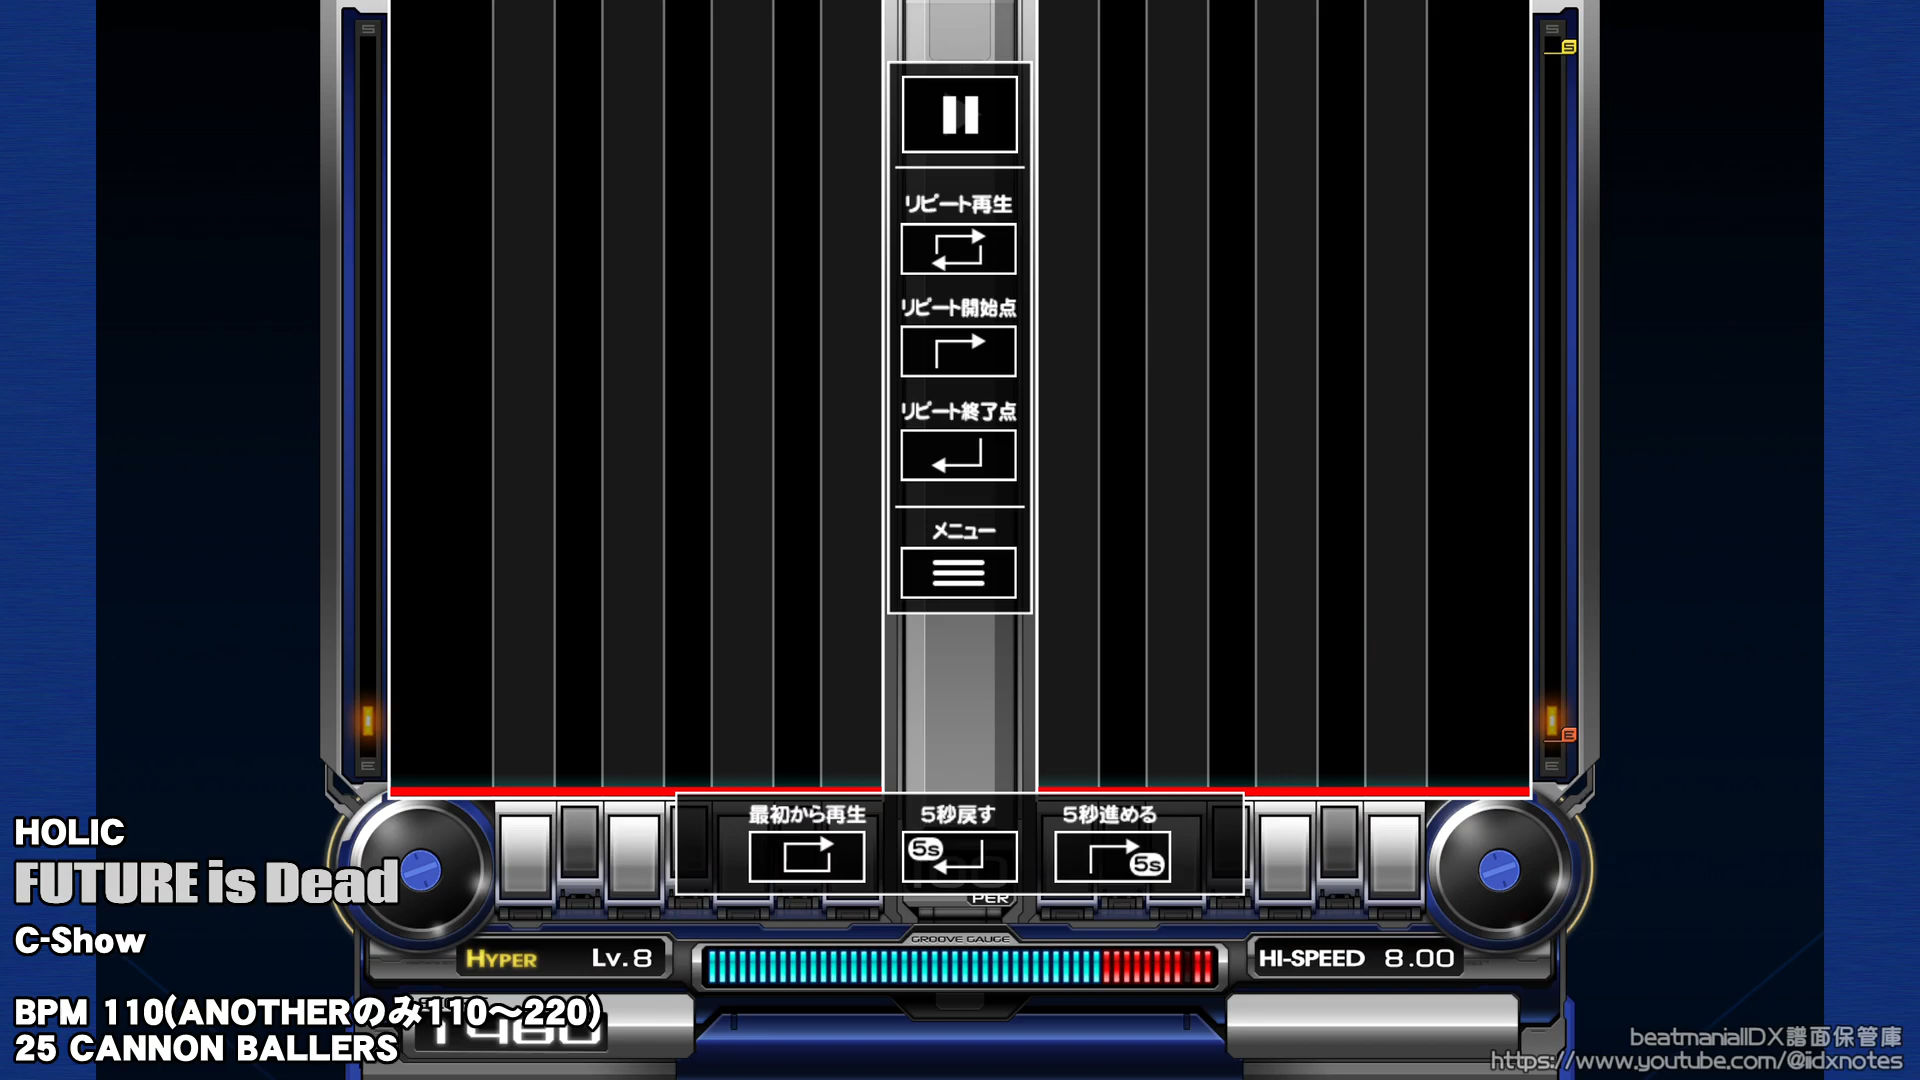 S
S
S
リピート再生
リピート開始点
リピート終了点
メニュー
E
E
E
最初から再生
5秒戻す
5秒進める
5s
5s
PER
GROOVE GAUGE
HYPER Lv.8
HI-SPEED 8.00
HOLIC
FUTURE is Dead
C-Show
BPM 110(ANOTHERのみ110〜220)
25 CANNON BALLERS
beatmaniaIIDX譜面保管庫
https://www.youtube.com/@iidxnotes